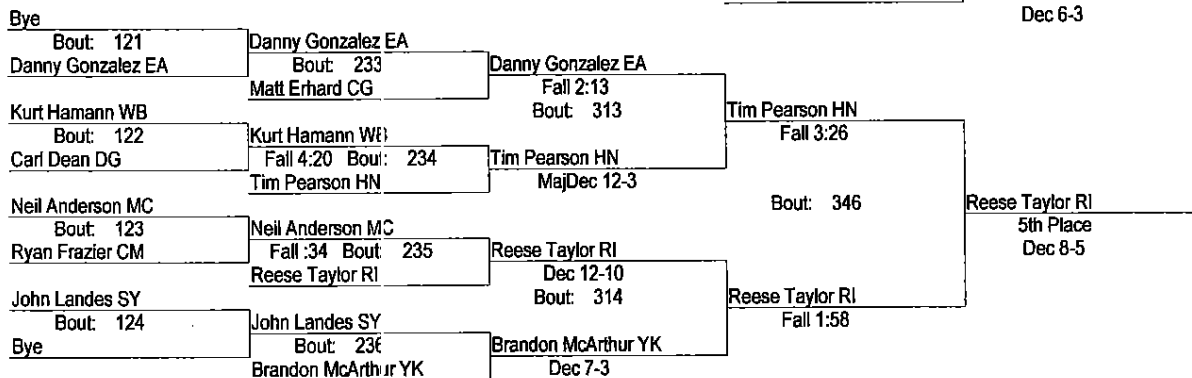 Dec 6-3
Bye
Bout: 121
Danny Gonzalez EA
Danny Gonzalez EA
Bout: 233
Matt Erhard CG
Danny Gonzalez EA
Fall 2:13
Bout: 313
Kurt Hamann WB
Bout: 122
Carl Dean DG
Kurt Hamann WB
Fall 4:20 Bout: 234
Tim Pearson HN
Tim Pearson HN
MajDec 12-3
Tim Pearson HN
Fall 3:26
Bout: 346
Neil Anderson MC
Bout: 123
Ryan Frazier CM
Neil Anderson MC
Fall :34 Bout: 235
Reese Taylor RI
Reese Taylor RI
Dec 12-10
Bout: 314
John Landes SY
Bout: 124
Bye
John Landes SY
Bout: 236
Brandon McArthur YK
Brandon McArthur YK
Dec 7-3
Reese Taylor RI
Fall 1:58
Reese Taylor RI
5th Place
Dec 8-5